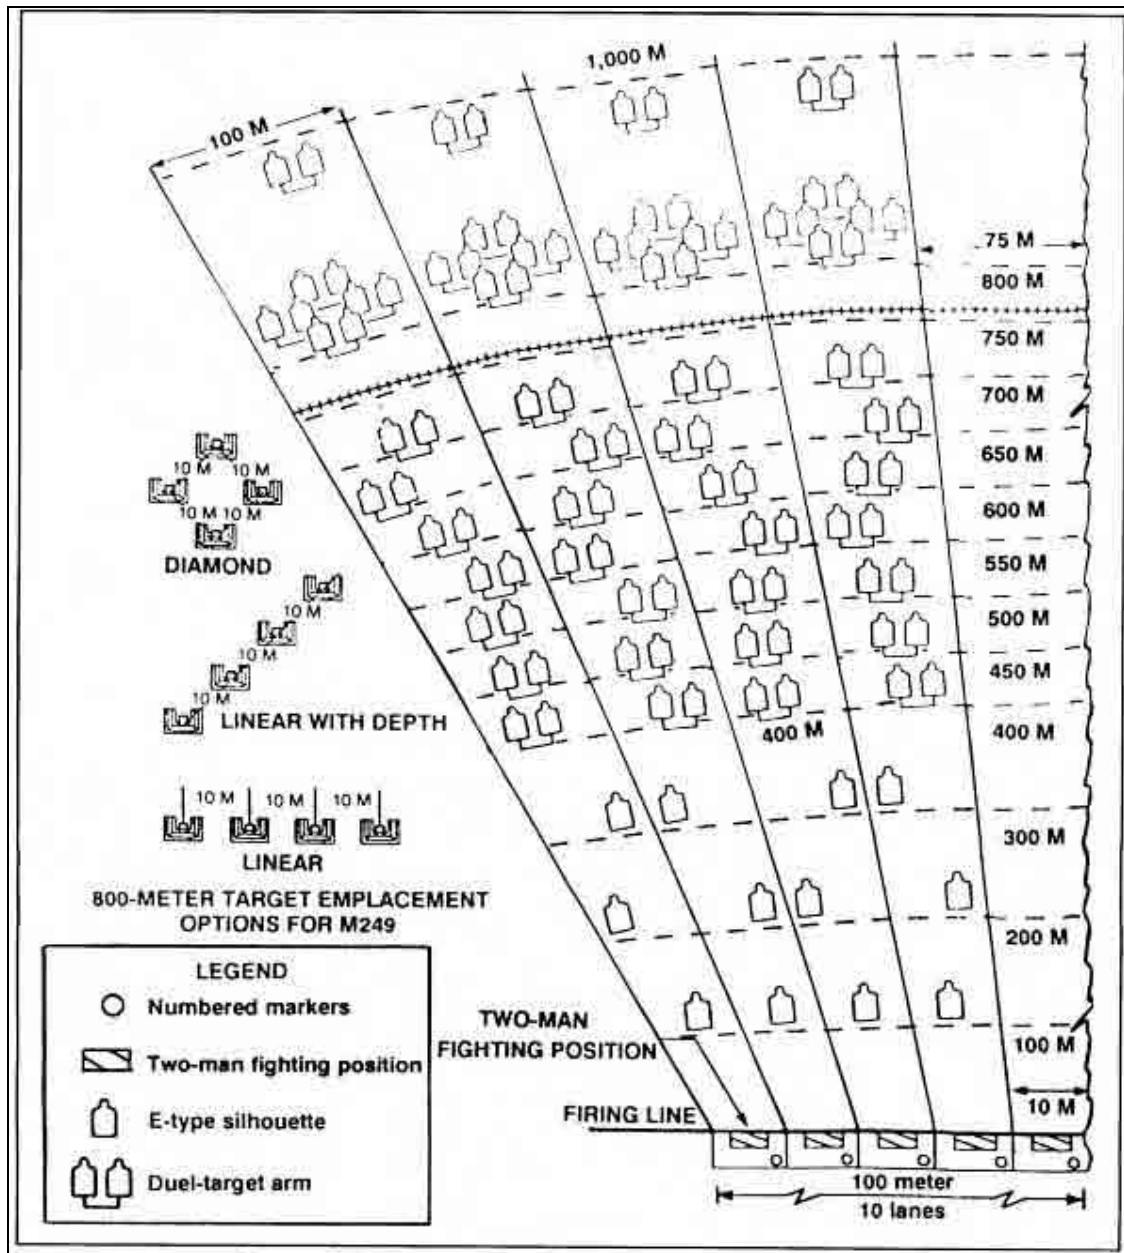 1,000 M
100 M
75 M
800 M
750 M
700 M
650 M
600 M
550 M
500 M
450 M
400 M
400 M
300 M
200 M
100 M
10 M
10 M 10 M
10 M 10 M
DIAMOND
10 M
10 M
10 M
LINEAR WITH DEPTH
10 M 10 M 10 M
LINEAR
800-METER TARGET EMPLACEMENT
OPTIONS FOR M249
LEGEND
Numbered markers
Two-man fighting position
E-type silhouette
Duel-target arm
TWO-MAN
FIGHTING POSITION
FIRING LINE
100 meter
10 lanes